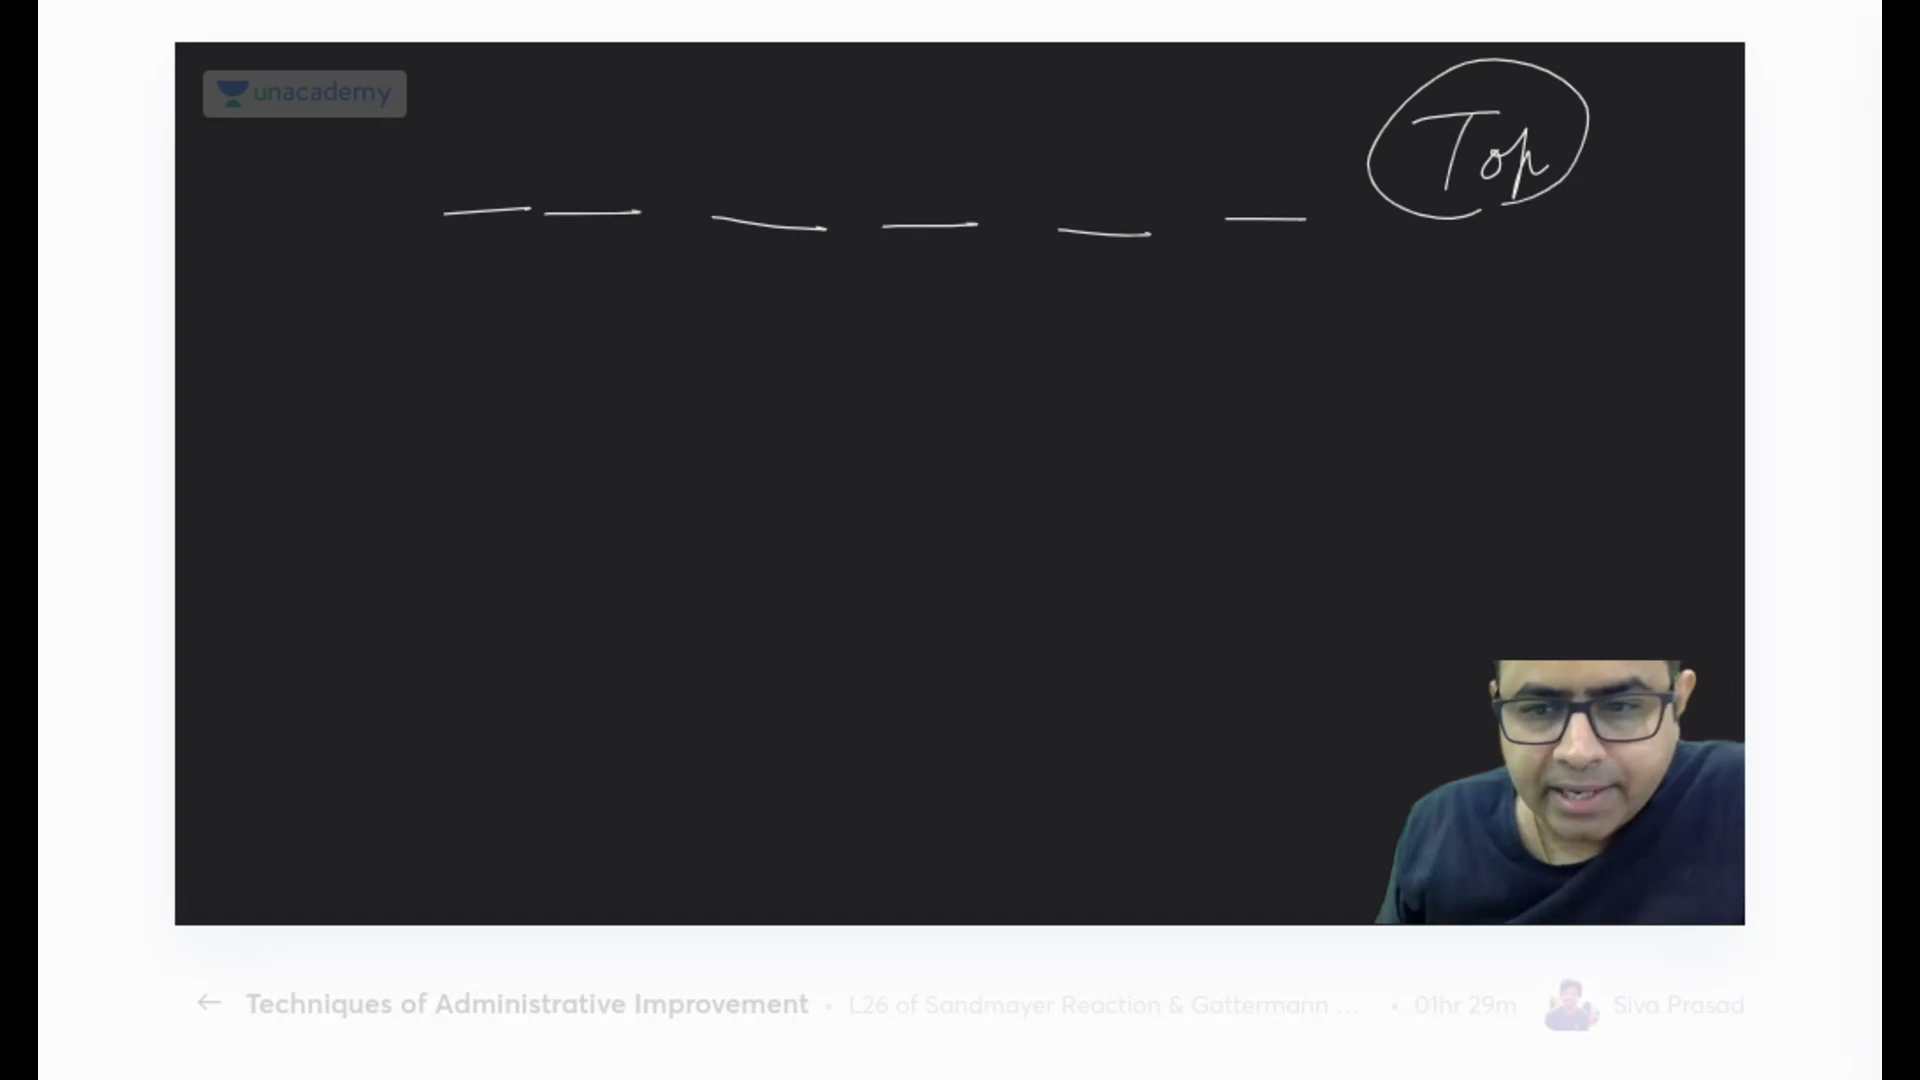 unacademy
Top
Techniques of Administrative Improvement • L26 of Sandmayer Reaction & Gattermann ... • 01hr 29m Siva Prasad